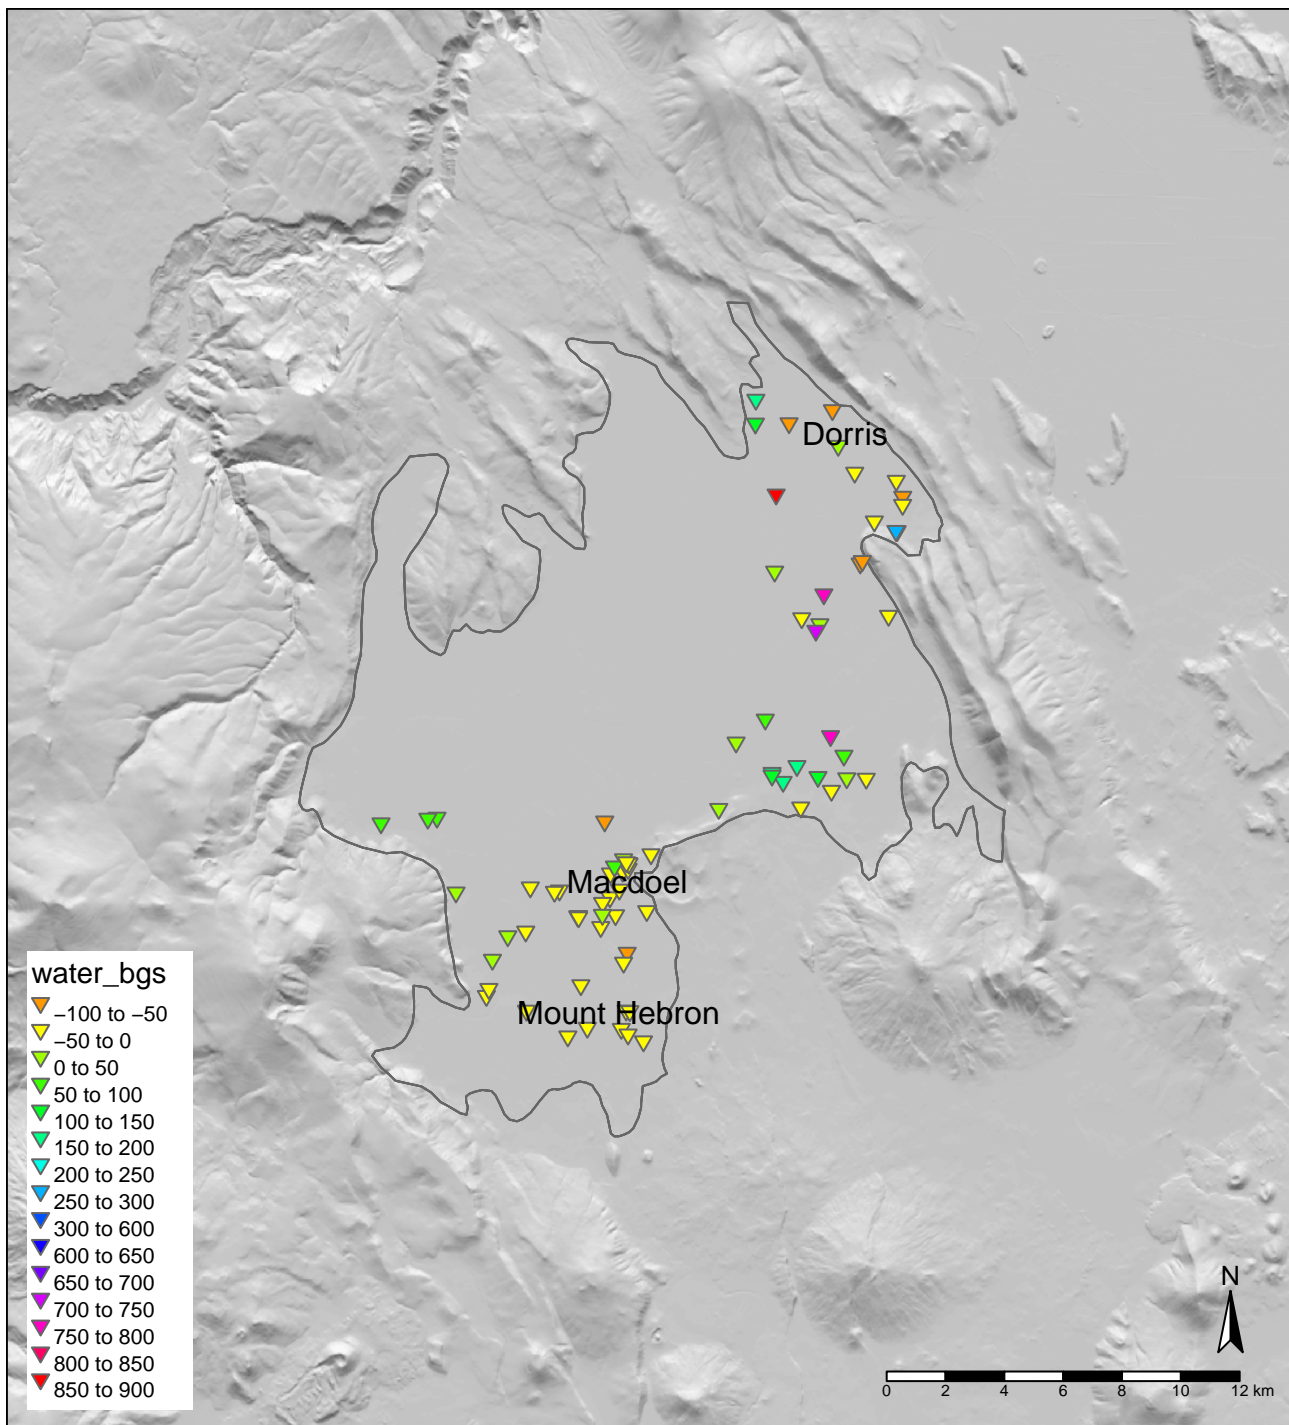 Dorris
Macdoel
Mount Hebron
water_bgs
−100 to −50
−50 to 0
0 to 50
50 to 100
100 to 150
150 to 200
200 to 250
250 to 300
300 to 600
600 to 650
650 to 700
700 to 750
750 to 800
800 to 850
850 to 900
N
0 2 4 6 8 10 12 km